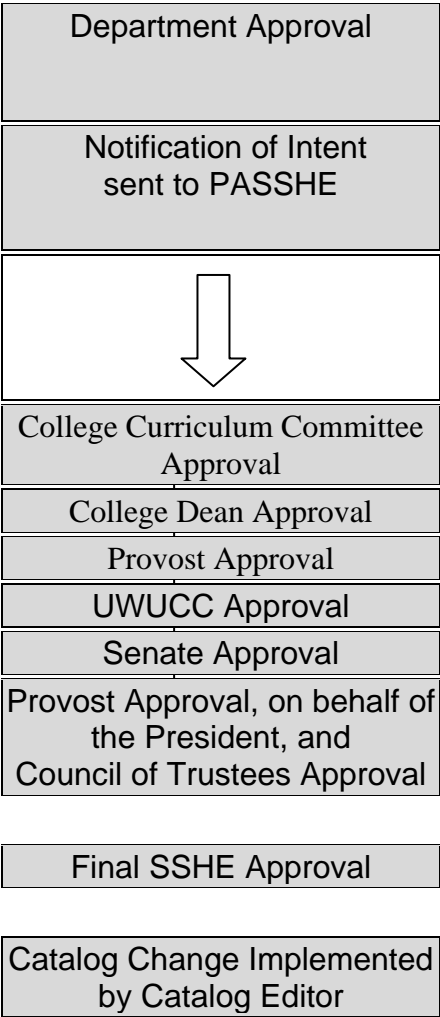 Department Approval
Notification of Intent
sent to PASSHE
College Curriculum Committee
Approval
College Dean Approval
Provost Approval
UWUCC Approval
Senate Approval
Provost Approval, on behalf of
the President, and
Council of Trustees Approval
Final SSHE Approval
Catalog Change Implemented
by Catalog Editor